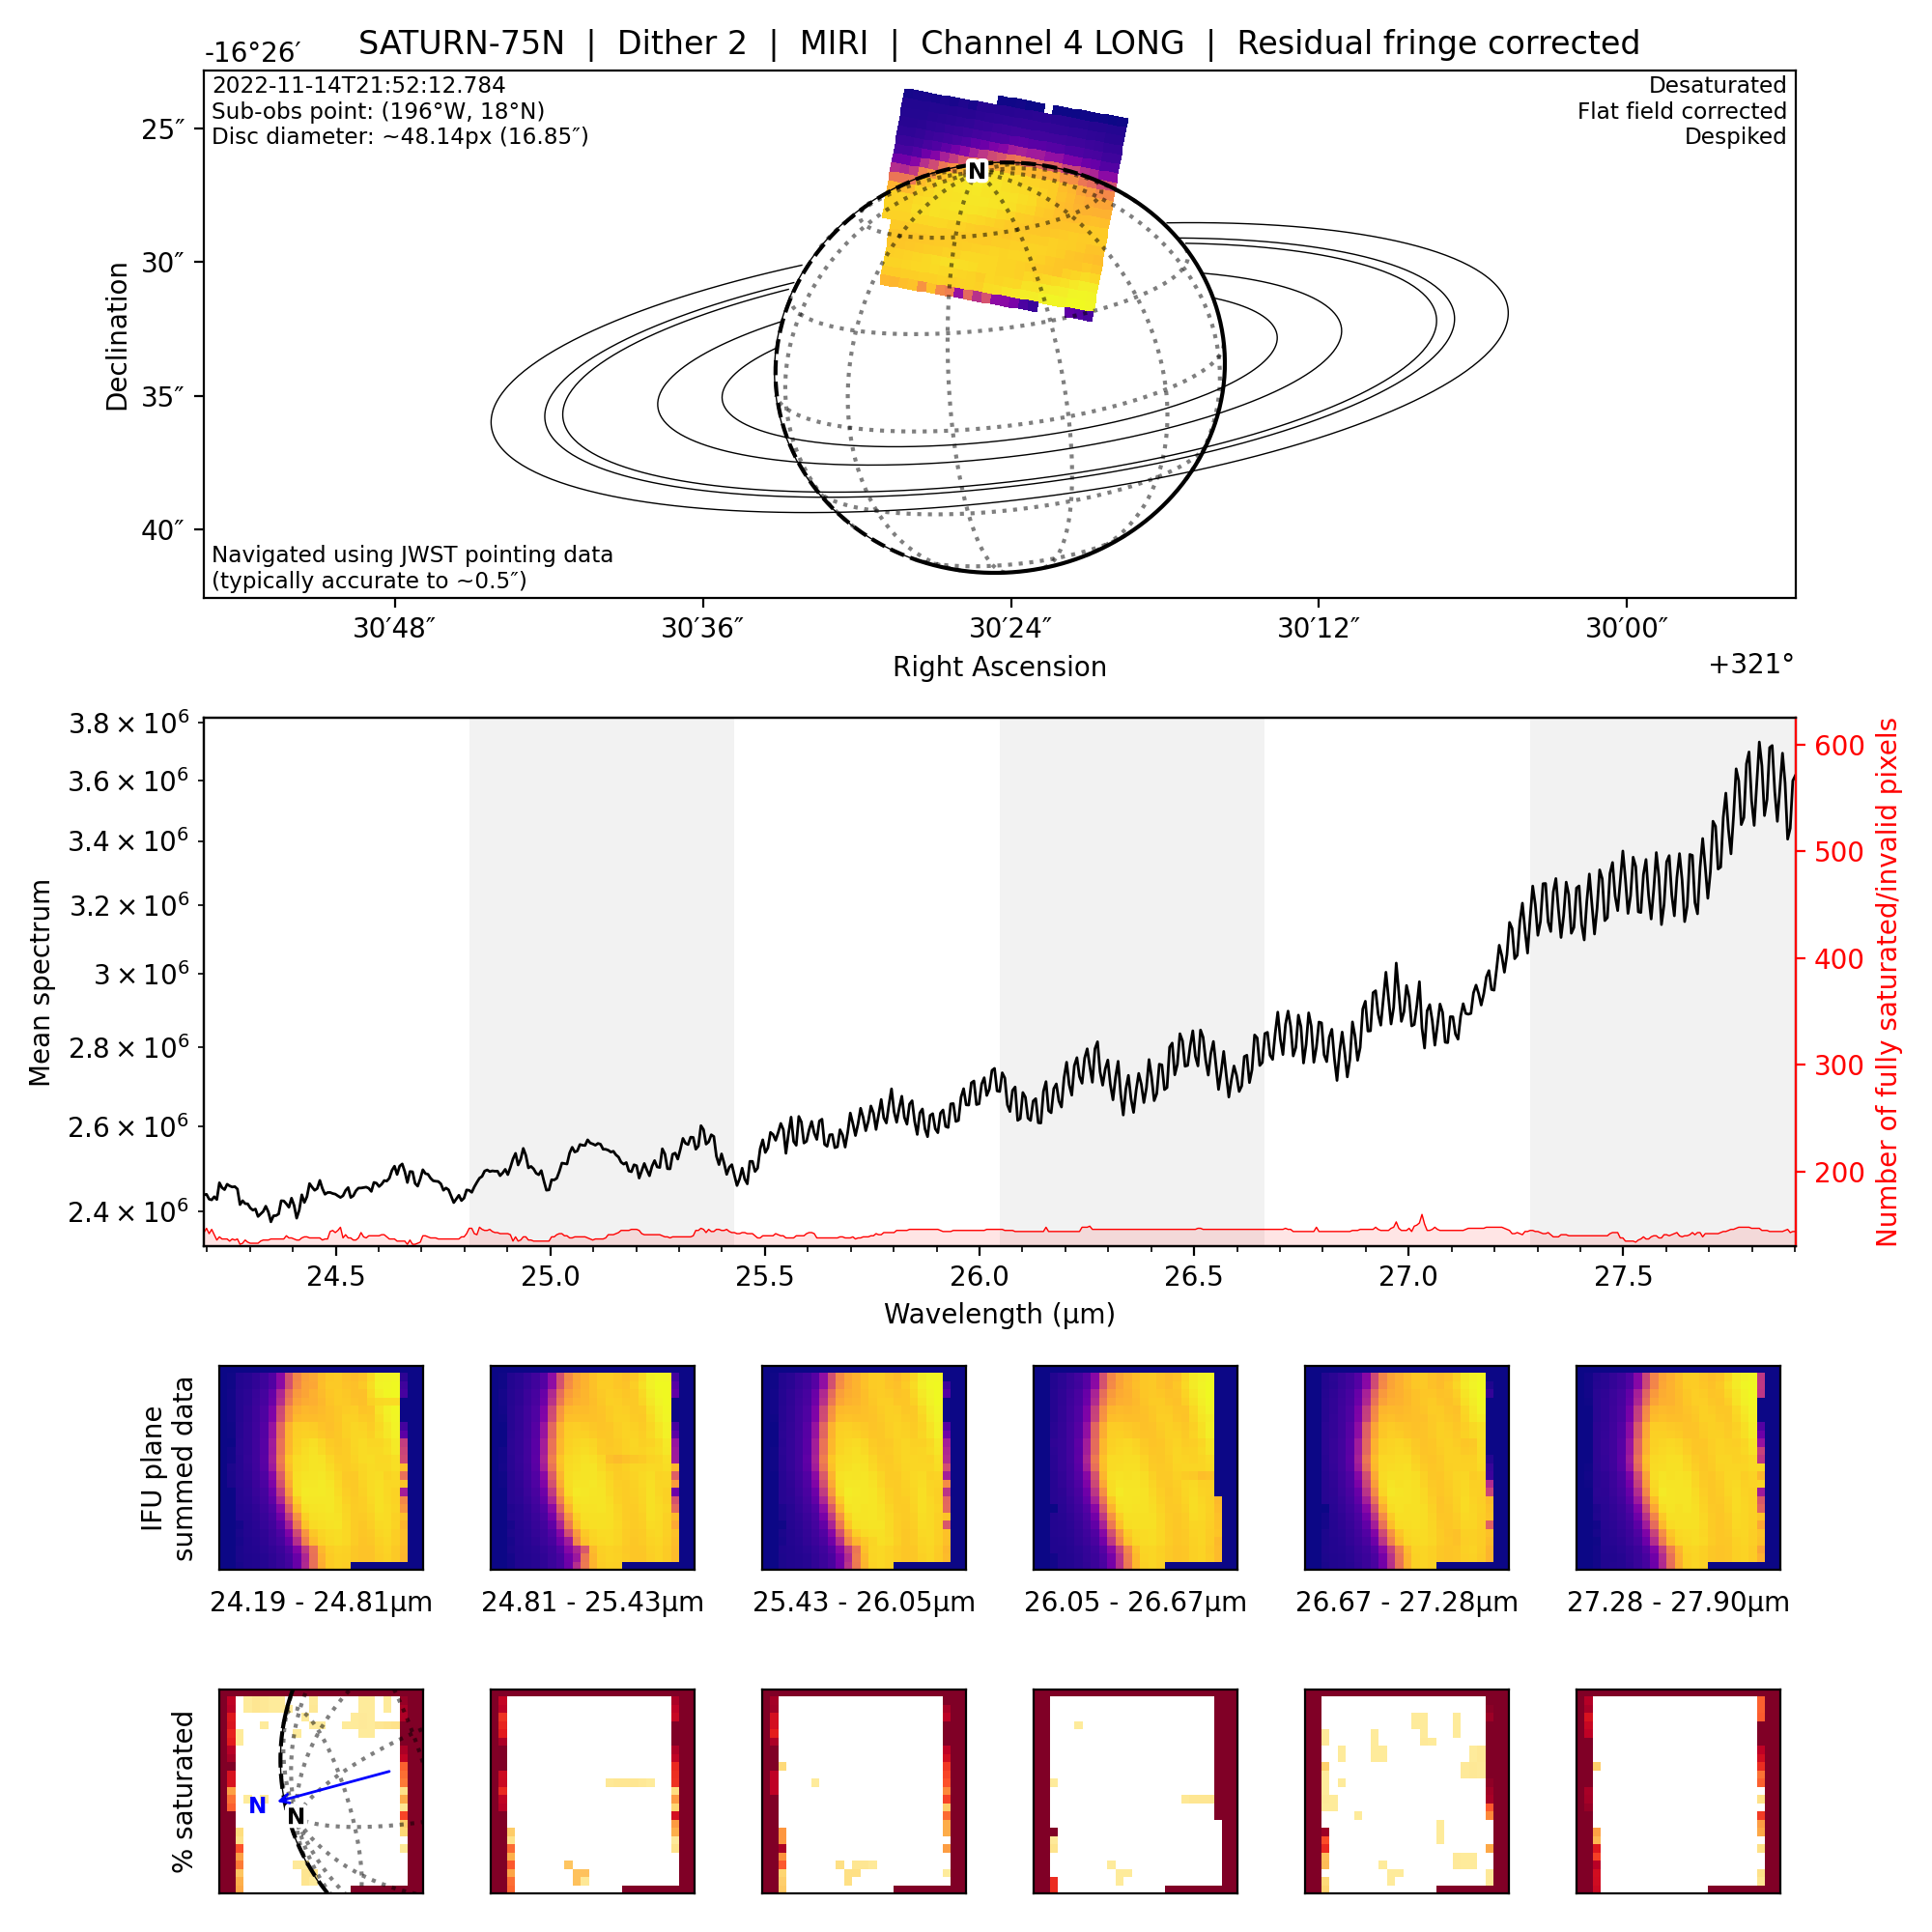 SATURN-75N | Dither 2 | MIRI | Channel 4 LONG | Residual fringe corrected
-16°26′
2022-11-14T21:52:12.784
Sub-obs point: (196°W, 18°N)
Disc diameter: ~48.14px (16.85″)
Desaturated
Flat field corrected
Despiked
N
25″
30″
35″
40″
Declination
Navigated using JWST pointing data
(typically accurate to ~0.5″)
30′48″ 30′36″ 30′24″ 30′12″ 30′00″
Right Ascension
+321°
3.8 × 10⁶
3.6 × 10⁶
3.4 × 10⁶
3.2 × 10⁶
3 × 10⁶
2.8 × 10⁶
2.6 × 10⁶
2.4 × 10⁶
Mean spectrum
600
500
400
300
200
Number of fully saturated/invalid pixels
24.5 25.0 25.5 26.0 26.5 27.0 27.5
Wavelength (µm)
IFU plane
summed data
24.19 - 24.81µm 24.81 - 25.43µm 25.43 - 26.05µm 26.05 - 26.67µm 26.67 - 27.28µm 27.28 - 27.90µm
% saturated
N
N